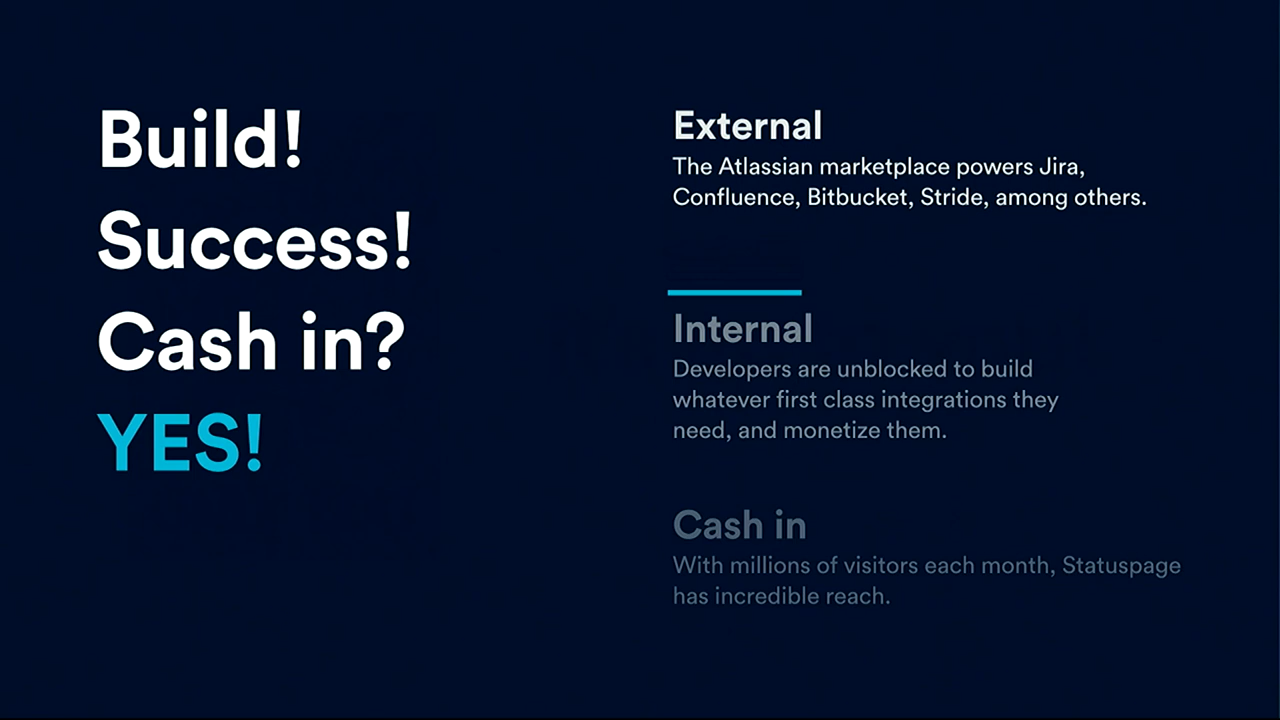 Build!
Success!
Cash in?
YES!
External
The Atlassian marketplace powers Jira,
Confluence, Bitbucket, Stride, among others.
Internal
Developers are unblocked to build
whatever first class integrations they
need, and monetize them.
Cash in
With millions of visitors each month, Statuspage
has incredible reach.